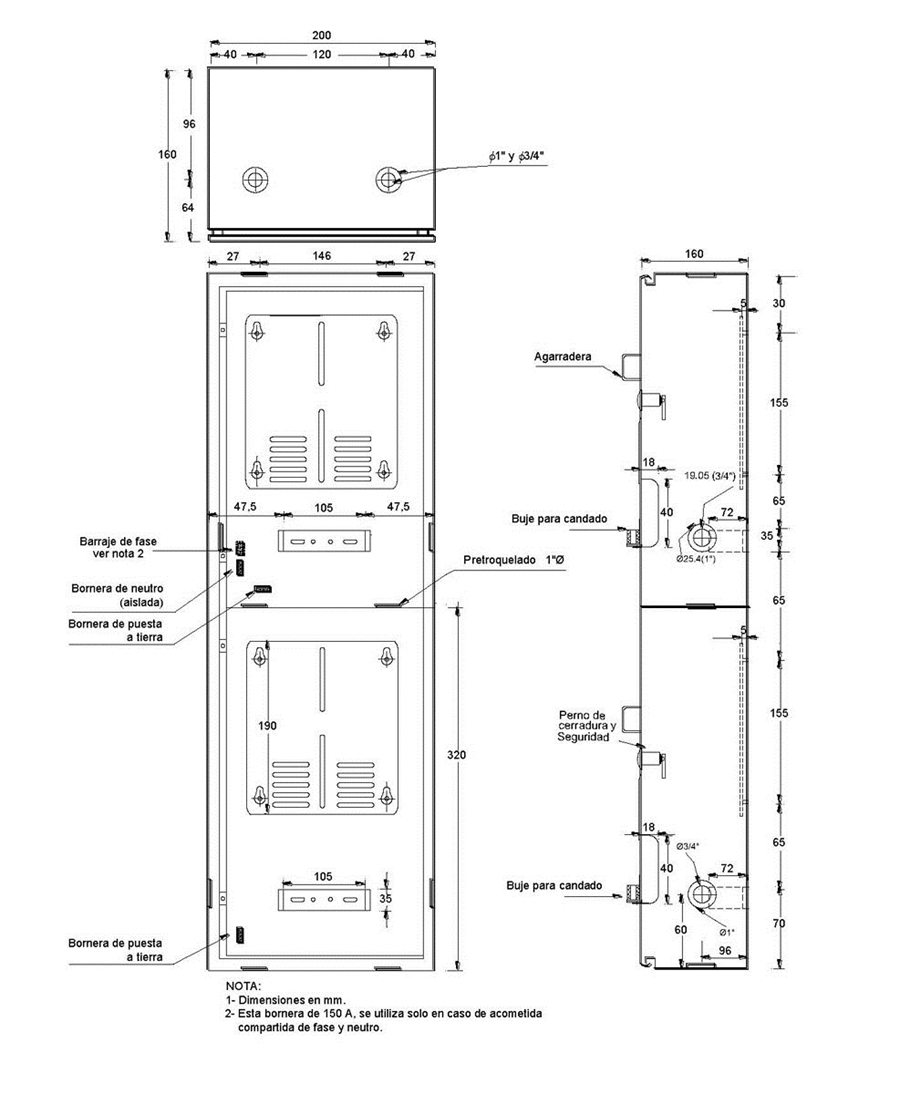 200
40 120 40
96
160
64
ϕ1" y ϕ3/4"
27 146 27
160
5 30
Agarradera
155
18
19.05 (3/4")
65
47,5 105 47,5
40
72
Buje para candado
35
Barraje de fase
ver nota 2
Ø25.4(1")
Pretroquelado 1"Ø
Bornera de neutro
(aislada)
65
Bornera de puesta
a tierra
5
190
320
155
Perno de
cerradura y
Seguridad
18
Ø3/4"
65
40
72
105
35
Buje para candado
70
60
Ø1"
96
Bornera de puesta
a tierra
NOTA:
1- Dimensiones en mm.
2- Esta bornera de 150 A, se utiliza solo en caso de acometida
compartida de fase y neutro.